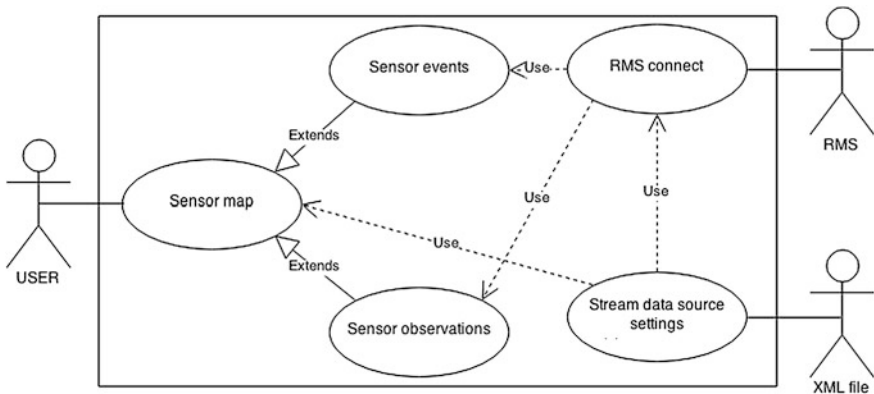 Sensor events
Use
RMS connect
RMS
Extends
Sensor map
Use
Use
USER
Use
Extends
Sensor observations
Stream data source
settings
XML file